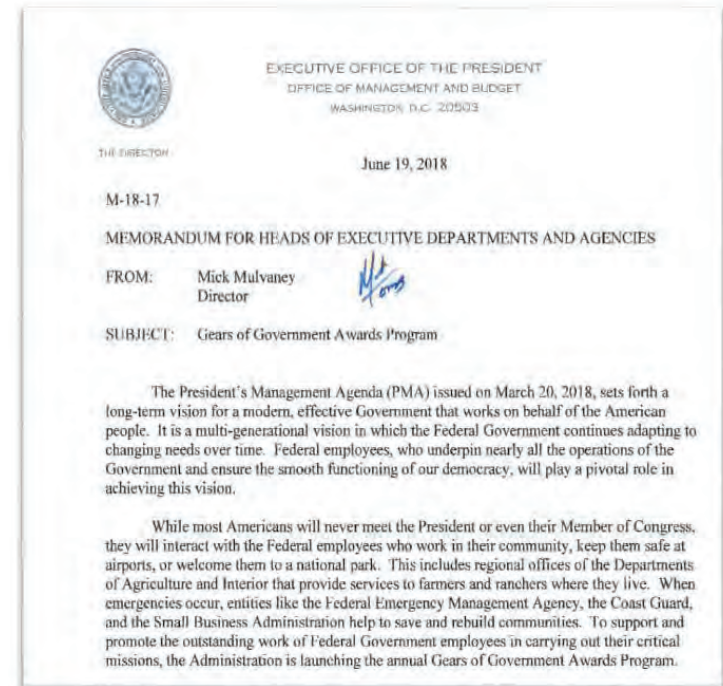 EXECUTIVE OFFICE OF THE PRESIDENT
OFFICE OF MANAGEMENT AND BUDGET
WASHINGTON, D.C. 20503
THE DIRECTOR
June 19, 2018
M-18-17
MEMORANDUM FOR HEADS OF EXECUTIVE DEPARTMENTS AND AGENCIES
FROM: Mick Mulvaney
Director
SUBJECT: Gears of Government Awards Program
The President's Management Agenda (PMA) issued on March 20, 2018, sets forth a
long-term vision for a modern, effective Government that works on behalf of the American
people. It is a multi-generational vision in which the Federal Government continues adapting to
changing needs over time. Federal employees, who underpin nearly all the operations of the
Government and ensure the smooth functioning of our democracy, will play a pivotal role in
achieving this vision.
While most Americans will never meet the President or even their Member of Congress,
they will interact with the Federal employees who work in their community, keep them safe at
airports, or welcome them to a national park. This includes regional offices of the Departments
of Agriculture and Interior that provide services to farmers and ranchers where they live. When
emergencies occur, entities like the Federal Emergency Management Agency, the Coast Guard,
and the Small Business Administration help to save and rebuild communities. To support and
promote the outstanding work of Federal Government employees in carrying out their critical
missions, the Administration is launching the annual Gears of Government Awards Program.